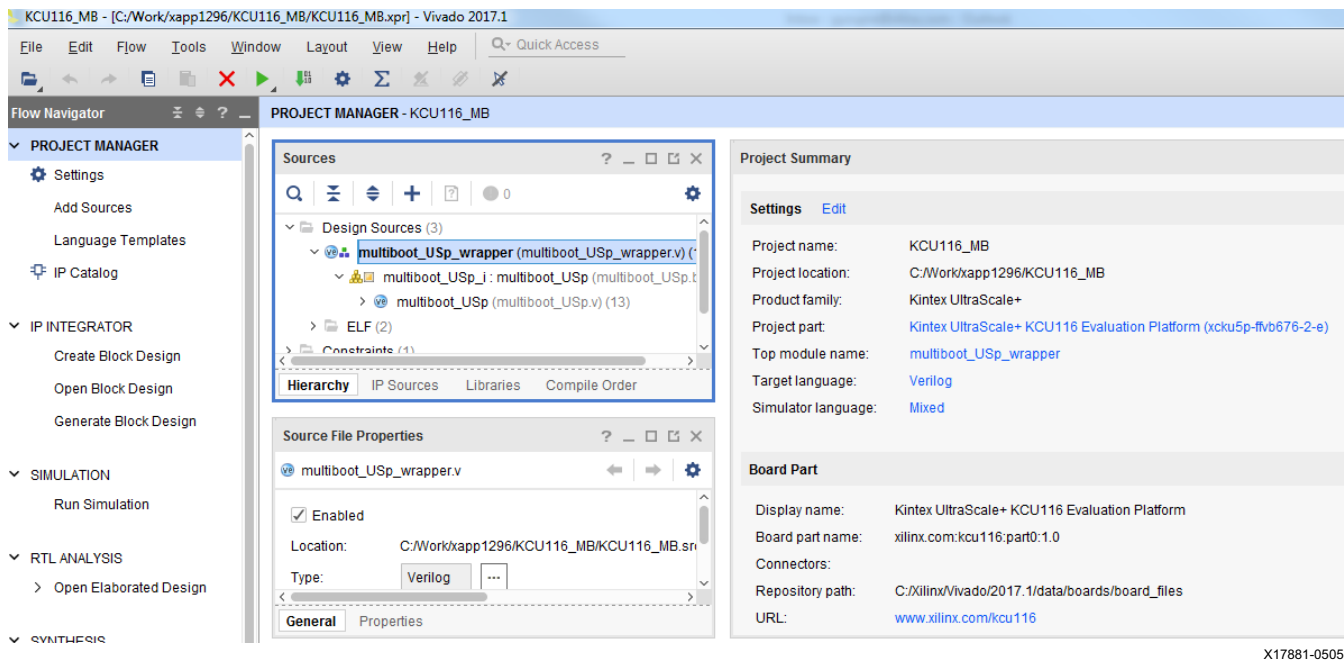 KCU116_MB - [C:/Work/xapp1296/KCU116_MB/KCU116_MB.xpr] - Vivado 2017.1
File Edit Flow Tools Window Layout View Help Quick Access
Flow Navigator
PROJECT MANAGER
Settings
Add Sources
Language Templates
IP Catalog
IP INTEGRATOR
Create Block Design
Open Block Design
Generate Block Design
SIMULATION
Run Simulation
RTL ANALYSIS
Open Elaborated Design
SYNTHESIS
PROJECT MANAGER - KCU116_MB
Sources
0
Design Sources (3)
multiboot_USp_wrapper (multiboot_USp_wrapper.v) (
multiboot_USp_i : multiboot_USp (multiboot_USp.b
multiboot_USp (multiboot_USp.v) (13)
ELF (2)
Constraints (1)
Hierarchy IP Sources Libraries Compile Order
Source File Properties
multiboot_USp_wrapper.v
Enabled
Location: C:/Work/xapp1296/KCU116_MB/KCU116_MB.sr
Type: Verilog ...
General Properties
Project Summary
Settings Edit
Project name: KCU116_MB
Project location: C:/Work/xapp1296/KCU116_MB
Product family: Kintex UltraScale+
Project part: Kintex UltraScale+ KCU116 Evaluation Platform (xcku5p-ffvb676-2-e)
Top module name: multiboot_USp_wrapper
Target language: Verilog
Simulator language: Mixed
Board Part
Display name: Kintex UltraScale+ KCU116 Evaluation Platform
Board part name: xilinx.com:kcu116:part0:1.0
Connectors:
Repository path: C:/Xilinx/Vivado/2017.1/data/boards/board_files
URL: www.xilinx.com/kcu116
X17881-0505